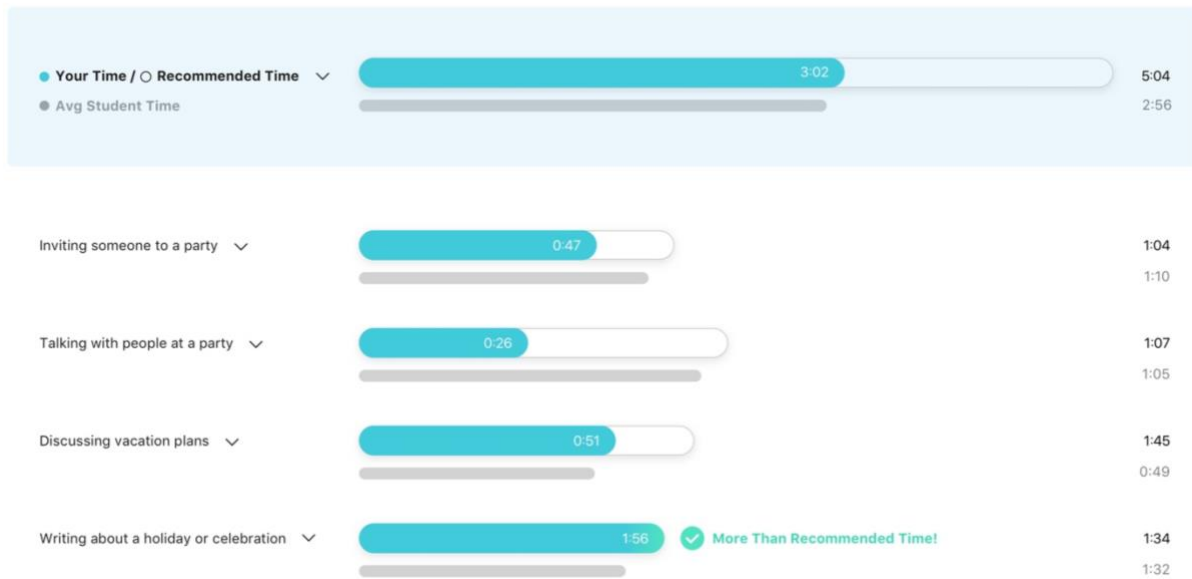 Your Time / Recommended Time 3:02 5:04
Avg Student Time 2:56
Inviting someone to a party 0:47 1:04
1:10
Talking with people at a party 0:26 1:07
1:05
Discussing vacation plans 0:51 1:45
0:49
Writing about a holiday or celebration 1:56 More Than Recommended Time! 1:34
1:32